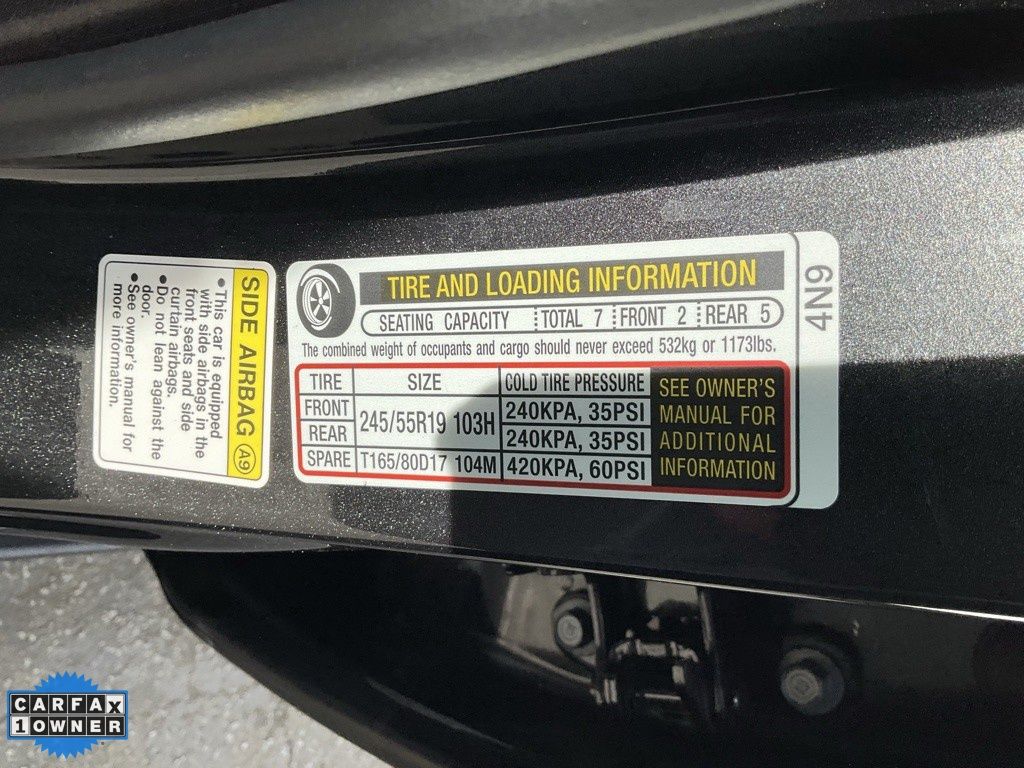 SIDE AIRBAG A9
•This car is equipped
with side airbags in the
front seats and side
curtain airbags.
•Do not lean against the
door.
•See owner's manual for
more information.
TIRE AND LOADING INFORMATION
SEATING CAPACITY TOTAL 7 FRONT 2 REAR 5
The combined weight of occupants and cargo should never exceed 532kg or 1173lbs.
TIRE SIZE COLD TIRE PRESSURE
FRONT 245/55R19 103H 240KPA, 35PSI
REAR 240KPA, 35PSI
SPARE T165/80D17 104M 420KPA, 60PSI
SEE OWNER'S
MANUAL FOR
ADDITIONAL
INFORMATION
4N9
CARFAX
1 OWNER